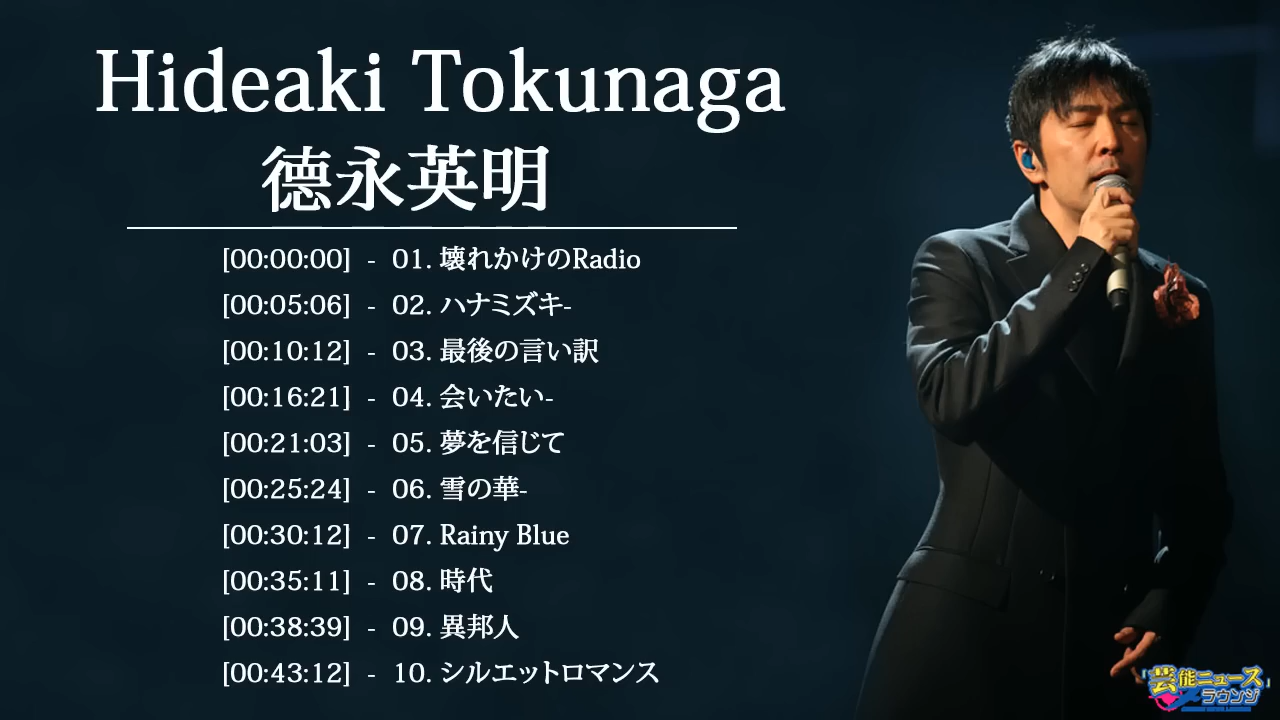 Hideaki Tokunaga
德永英明
[00:00:00] - 01. 壊れかけのRadio
[00:05:06] - 02. ハナミズキ-
[00:10:12] - 03. 最後の言い訳
[00:16:21] - 04. 会いたい-
[00:21:03] - 05. 夢を信じて
[00:25:24] - 06. 雪の華-
[00:30:12] - 07. Rainy Blue
[00:35:11] - 08. 時代
[00:38:39] - 09. 異邦人
[00:43:12] - 10. シルエットロマンス
「芸能ニュース
ラウンジ」